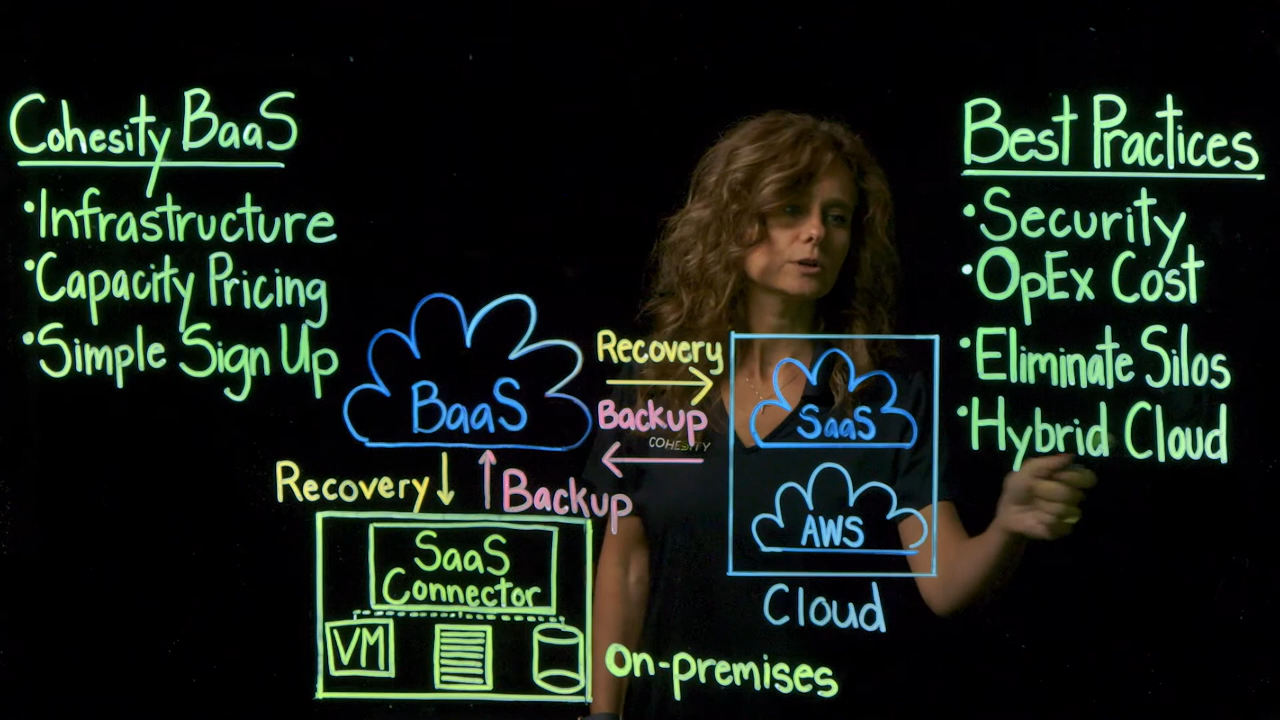 Cohesity BaaS
•Infrastructure
•Capacity Pricing
•Simple Sign Up
Best Practices
•Security
•OpEx Cost
•Eliminate Silos
•Hybrid Cloud
BaaS
Recovery
Backup
COHESITY
SaaS
AWS
Cloud
Recovery
Backup
SaaS
Connector
VM
On-premises